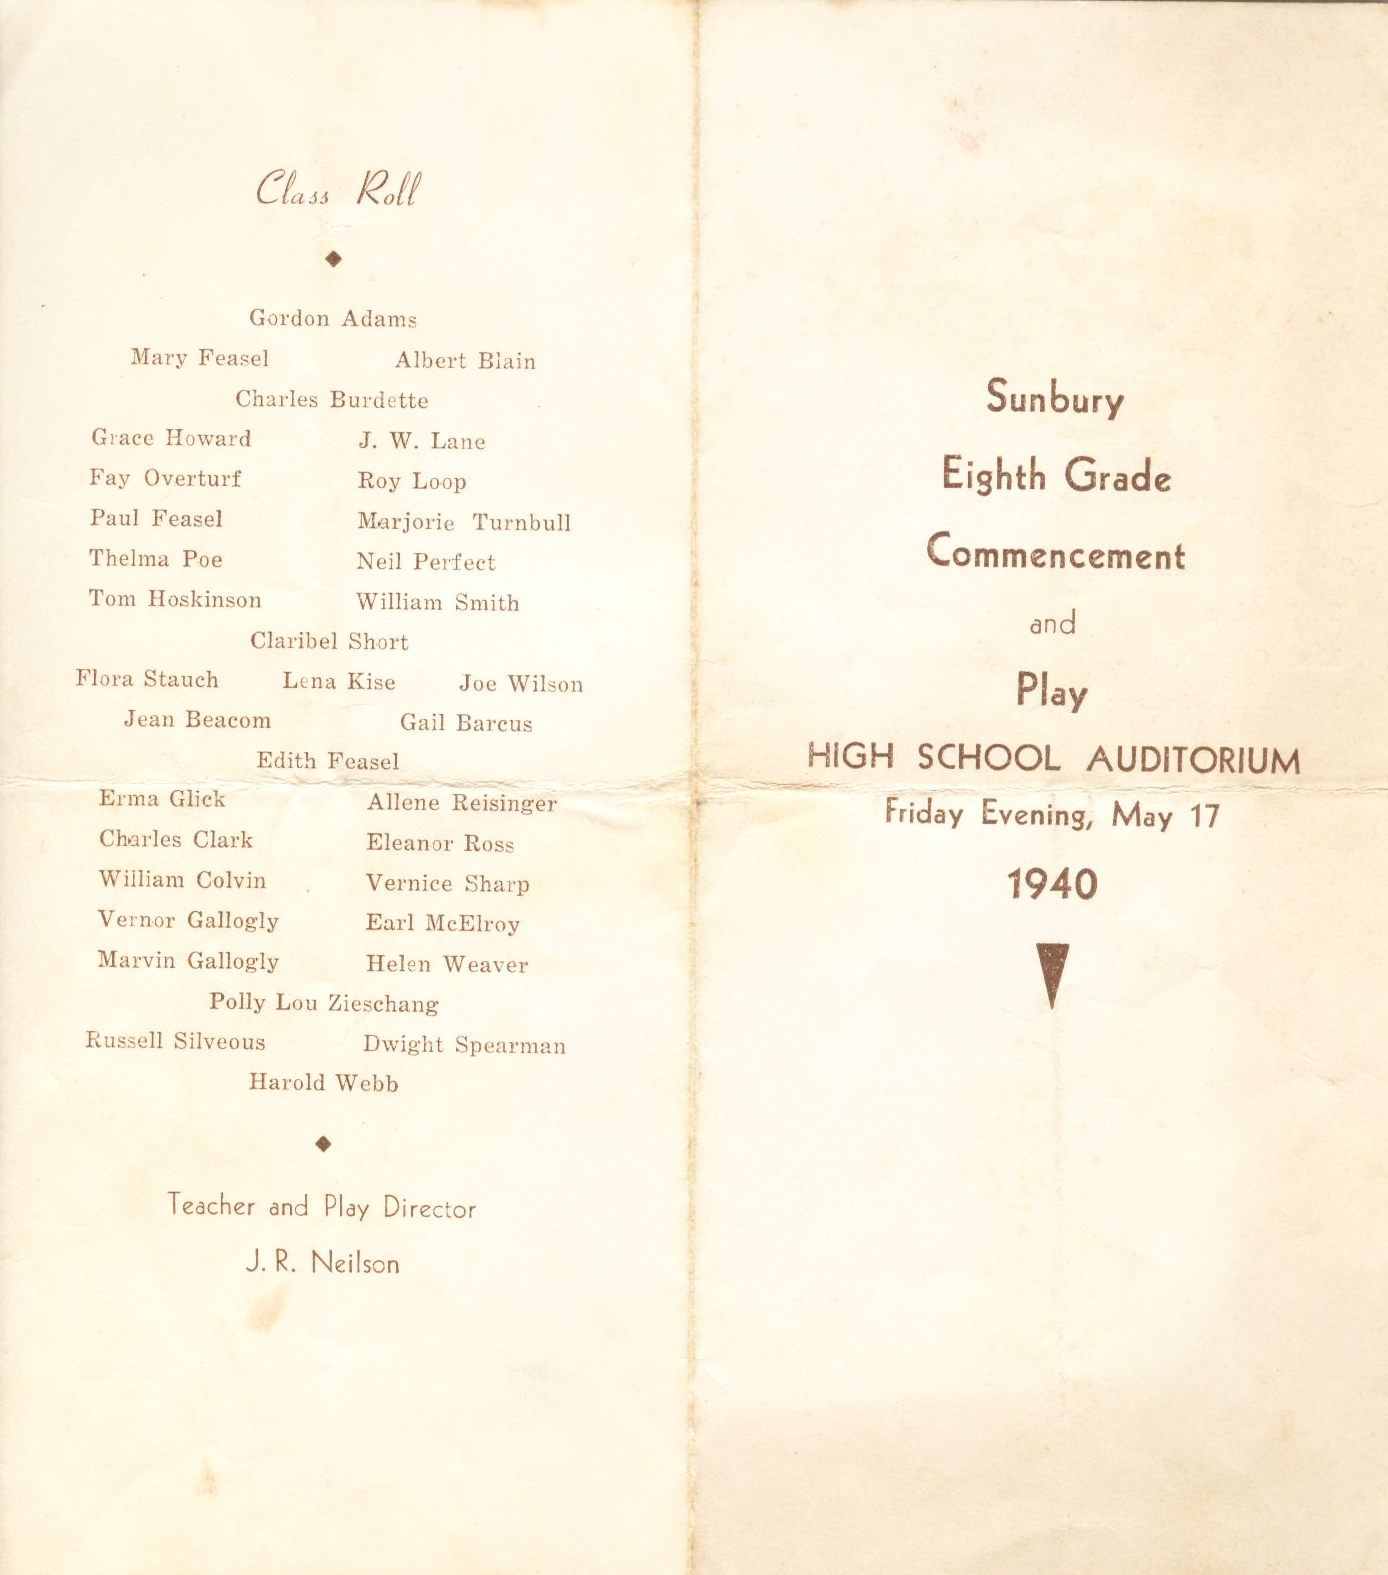 Class Roll
Gordon Adams
Mary Feasel Albert Blain
Charles Burdette
Grace Howard J. W. Lane
Fay Overturf Roy Loop
Paul Feasel Marjorie Turnbull
Thelma Poe Neil Perfect
Tom Hoskinson William Smith
Claribel Short
Flora Stauch Lena Kise Joe Wilson
Jean Beacom Gail Barcus
Edith Feasel
Erma Glick Allene Reisinger
Charles Clark Eleanor Ross
William Colvin Vernice Sharp
Vernor Gallogly Earl McElroy
Marvin Gallogly Helen Weaver
Polly Lou Zieschang
Russell Silveous Dwight Spearman
Harold Webb
Teacher and Play Director
J. R. Neilson
Sunbury
Eighth Grade
Commencement
and
Play
HIGH SCHOOL AUDITORIUM
Friday Evening, May 17
1940